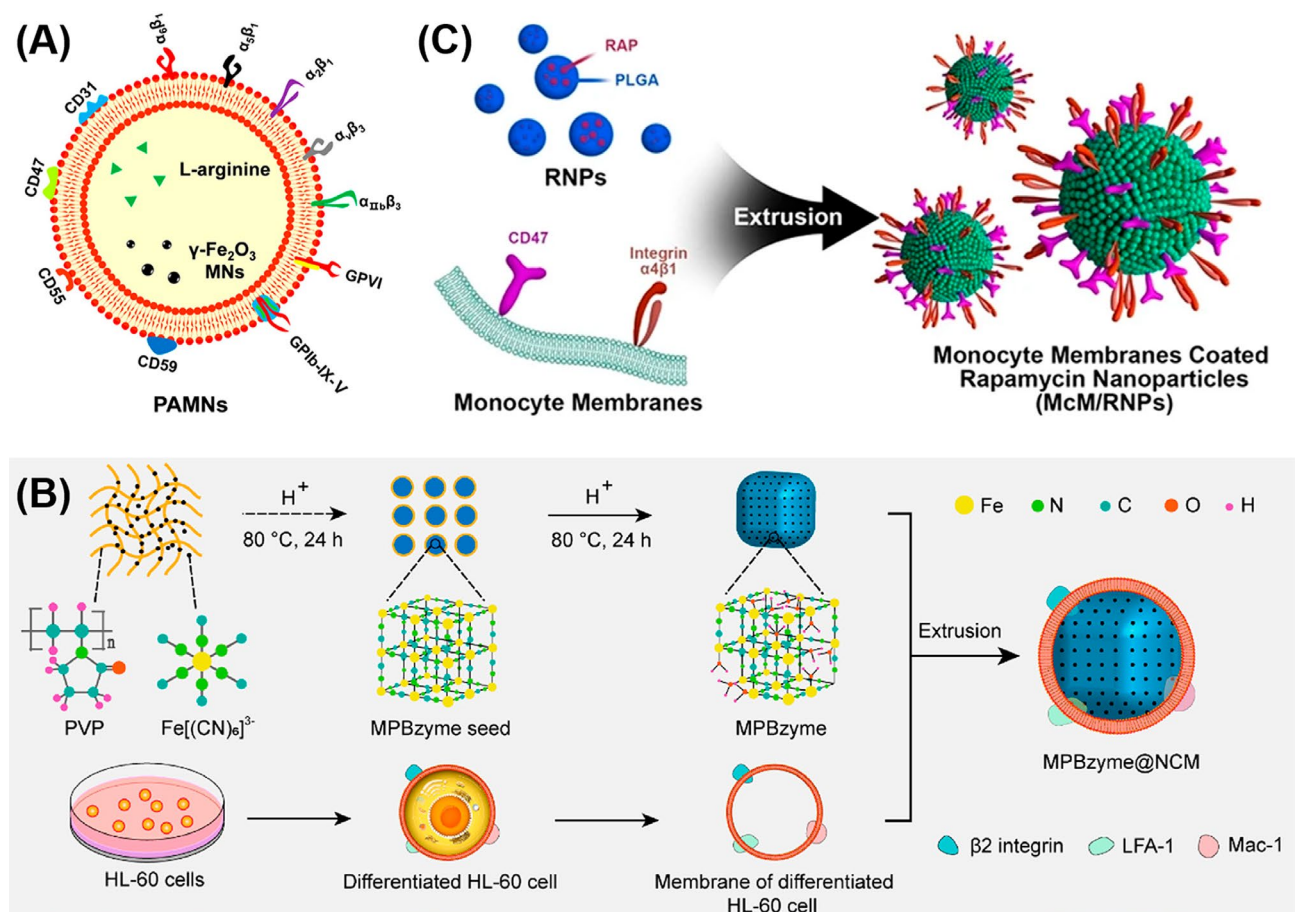 (A)
α₆β₁
α₅β₁
α₂β₁
αᵥβ₃
α_IIbβ₃
GPVI
GPIb-IX-V
CD59
CD55
CD47
CD31
L-arginine
γ-Fe₂O₃
MNs
PAMNs
(C)
RAP
PLGA
RNPs
CD47
Integrin
α4β1
Monocyte Membranes
Extrusion
Monocyte Membranes Coated
Rapamycin Nanoparticles
(McM/RNPs)
(B)
H⁺
80 °C, 24 h
H⁺
80 °C, 24 h
Fe N C O H
n
PVP
Fe[(CN)₆]³⁻
MPBzyme seed
MPBzyme
Extrusion
MPBzyme@NCM
HL-60 cells
Differentiated HL-60 cell
Membrane of differentiated
HL-60 cell
β2 integrin LFA-1 Mac-1